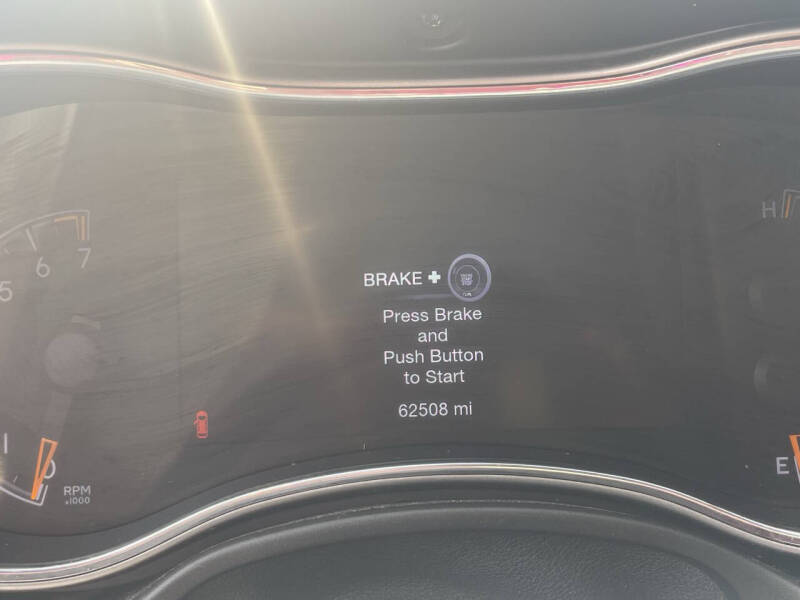 BRAKE +
Press Brake
and
Push Button
to Start
62508 mi
5 6 7
1 0
RPM
x1000
H
E